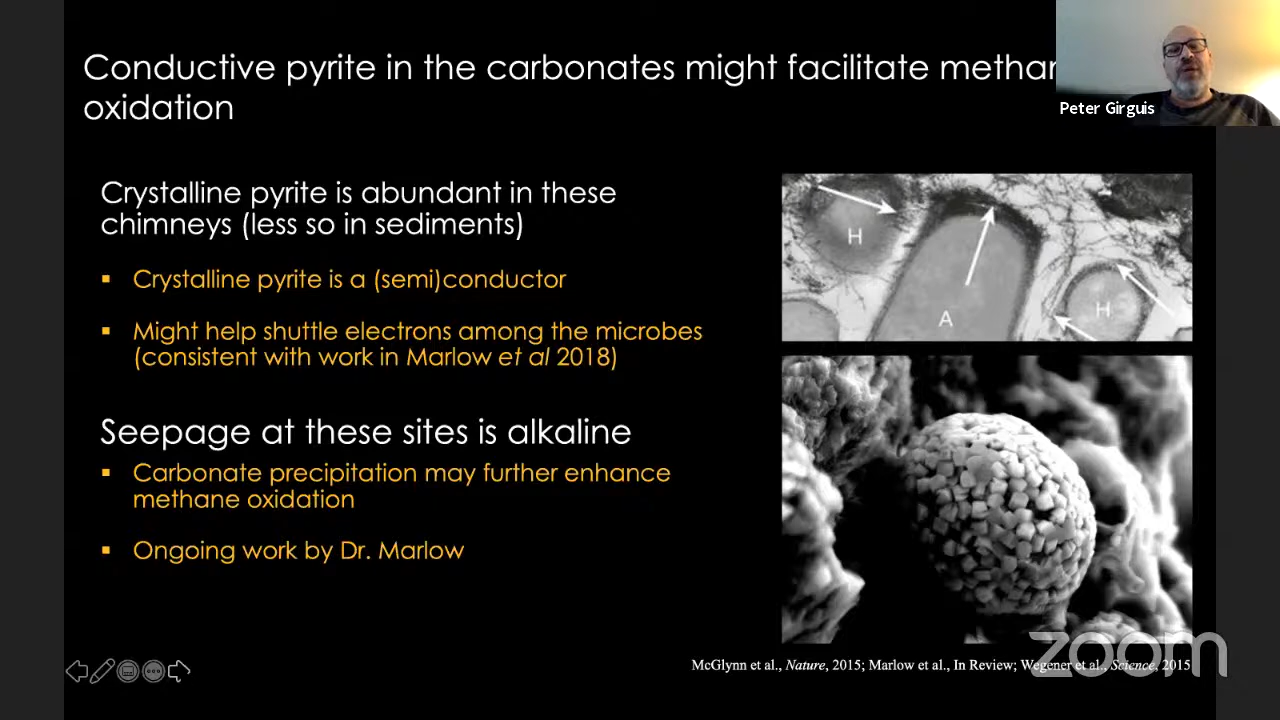 Conductive pyrite in the carbonates might facilitate methan
oxidation
Peter Girguis
Crystalline pyrite is abundant in these
chimneys (less so in sediments)
▪ Crystalline pyrite is a (semi)conductor
▪ Might help shuttle electrons among the microbes
(consistent with work in Marlow et al 2018)
Seepage at these sites is alkaline
▪ Carbonate precipitation may further enhance
methane oxidation
▪ Ongoing work by Dr. Marlow
H
A
H
McGlynn et al., Nature, 2015; Marlow et al., In Review; Wegener et al., Science, 2015
zoom